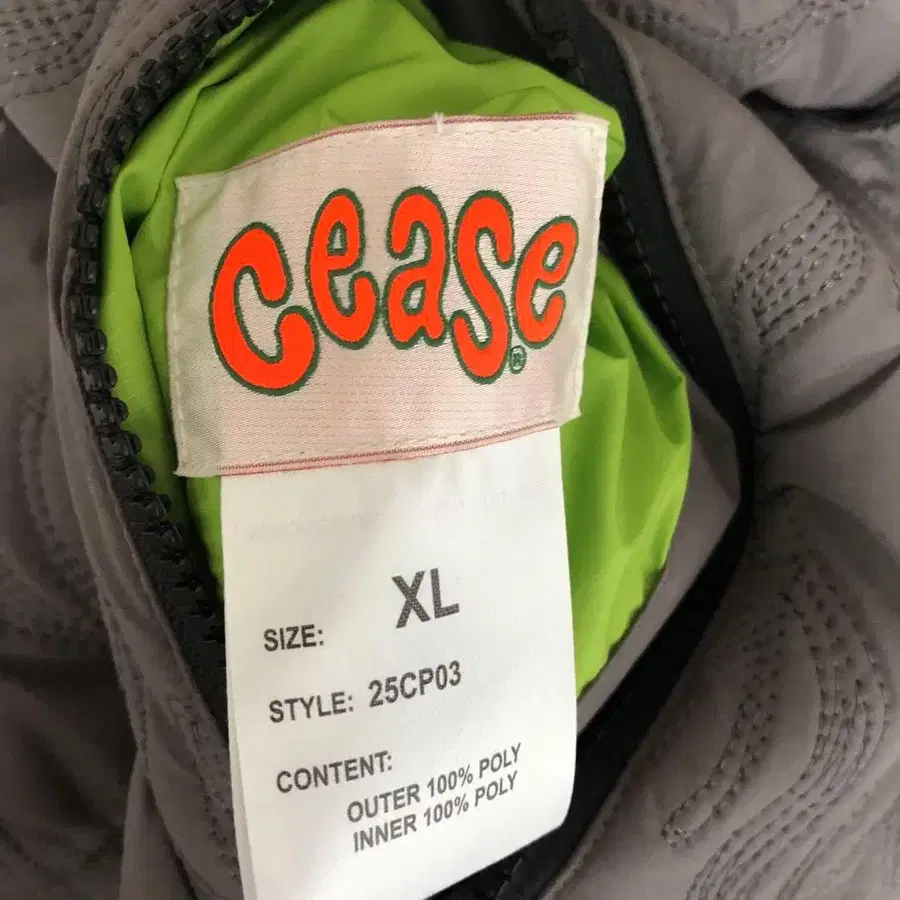 cease®
SIZE: XL
STYLE: 25CP03
CONTENT:
OUTER 100% POLY
INNER 100% POLY